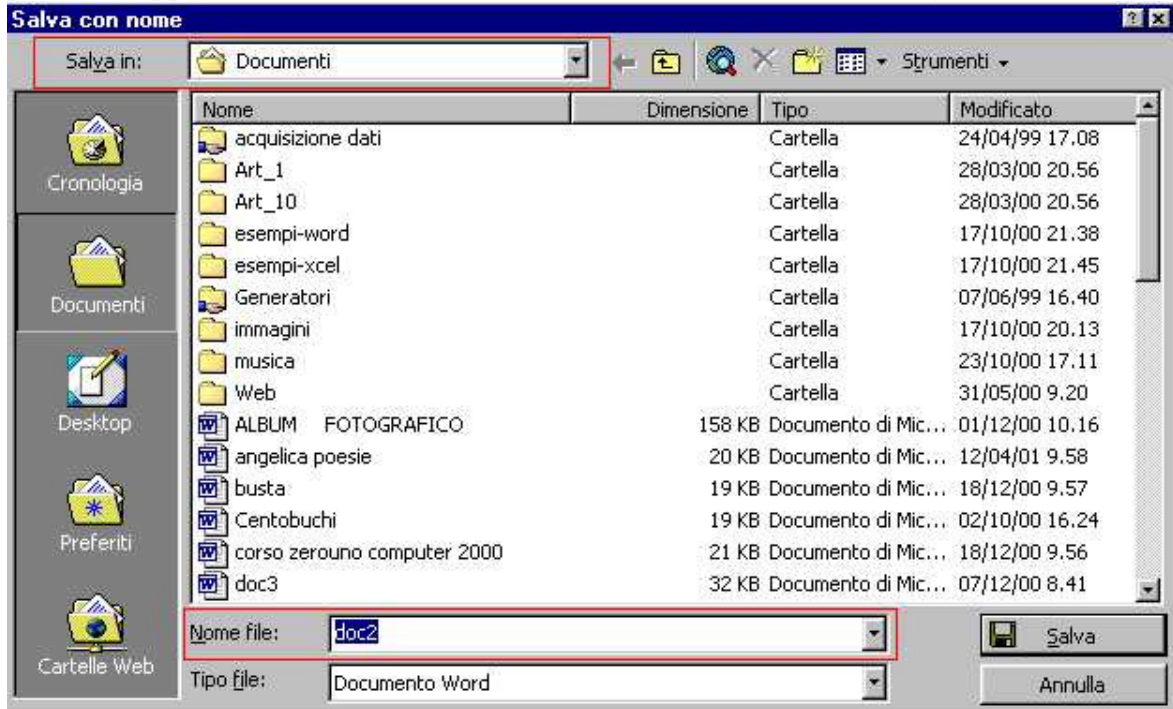 Salva con nome
Salva in: Documenti Strumenti
Nome Dimensione Tipo Modificato
acquisizione dati Cartella 24/04/99 17.08
Art_1 Cartella 28/03/00 20.56
Art_10 Cartella 28/03/00 20.56
esempi-word Cartella 17/10/00 21.38
esempi-xcel Cartella 17/10/00 21.45
Generatori Cartella 07/06/99 16.40
immagini Cartella 17/10/00 20.13
musica Cartella 23/10/00 17.11
Web Cartella 31/05/00 9.20
ALBUM FOTOGRAFICO 158 KB Documento di Mic... 01/12/00 10.16
angelica poesie 20 KB Documento di Mic... 12/04/01 9.58
busta 19 KB Documento di Mic... 18/12/00 9.57
Centobuchi 19 KB Documento di Mic... 02/10/00 16.24
corso zerouno computer 2000 21 KB Documento di Mic... 18/12/00 9.56
doc3 32 KB Documento di Mic... 07/12/00 8.41
Cronologia
Documenti
Desktop
Preferiti
Cartelle Web
Nome file: doc2 Salva
Tipo file: Documento Word Annulla